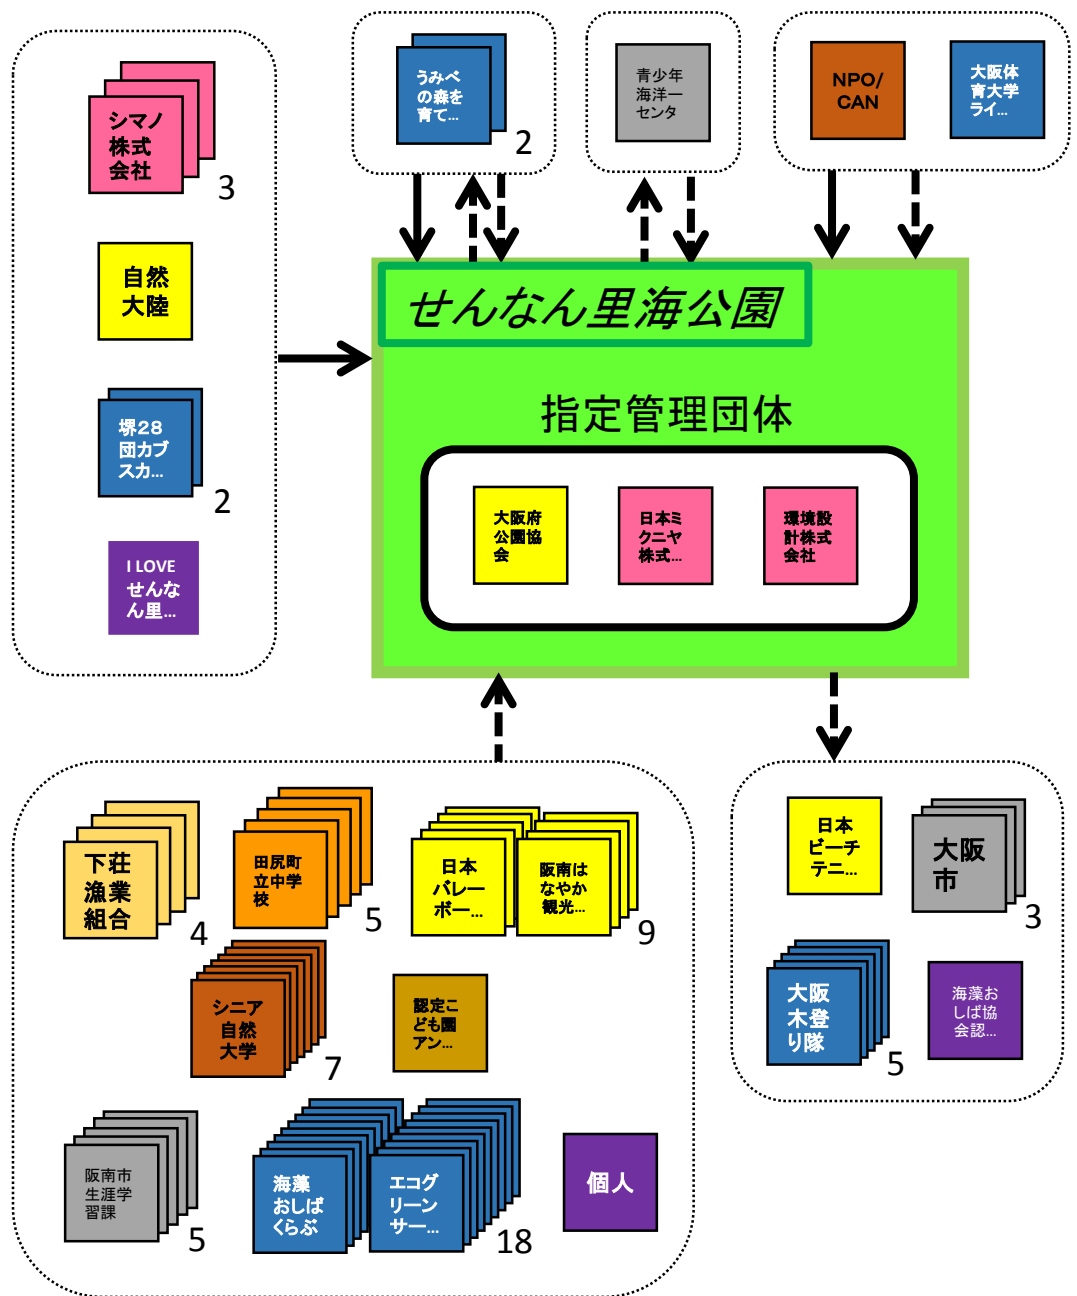 シマノ
株式
会社
3
自然
大陸
堺28
団カブ
スカ...
2
I LOVE
せんな
ん里...
うみべ
の森を
育て...
2
青少年
海洋ー
センタ
NPO/
CAN
大阪体
育大学
ライ...
せんなん里海公園
指定管理団体
大阪府
公園協
会
日本ミ
クニヤ
株式...
環境設
計株式
会社
下荘
漁業
組合
4
田尻町
立中学
校
5
日本
バレー
ボー...
阪南は
なやか
観光...
9
シニア
自然
大学
7
認定こ
ども園
アン...
阪南市
生涯学
習課
5
海藻
おしば
くらぶ
エコグ
リーン
サー...
18
個人
日本
ビーチ
テニ...
大阪
市
3
大阪
木登
り隊
5
海藻お
しば協
会認...